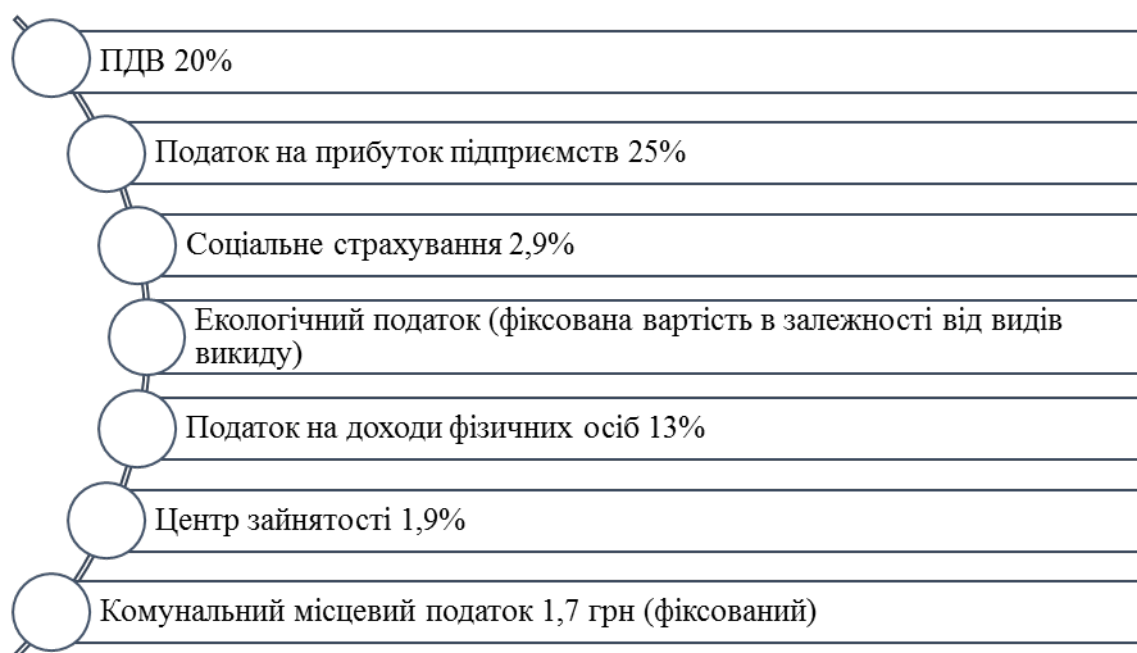 ПДВ 20%
Податок на прибуток підприємств 25%
Соціальне страхування 2,9%
Екологічний податок (фіксована вартість в залежності від видів
викиду)
Податок на доходи фізичних осіб 13%
Центр зайнятості 1,9%
Комунальний місцевий податок 1,7 грн (фіксований)